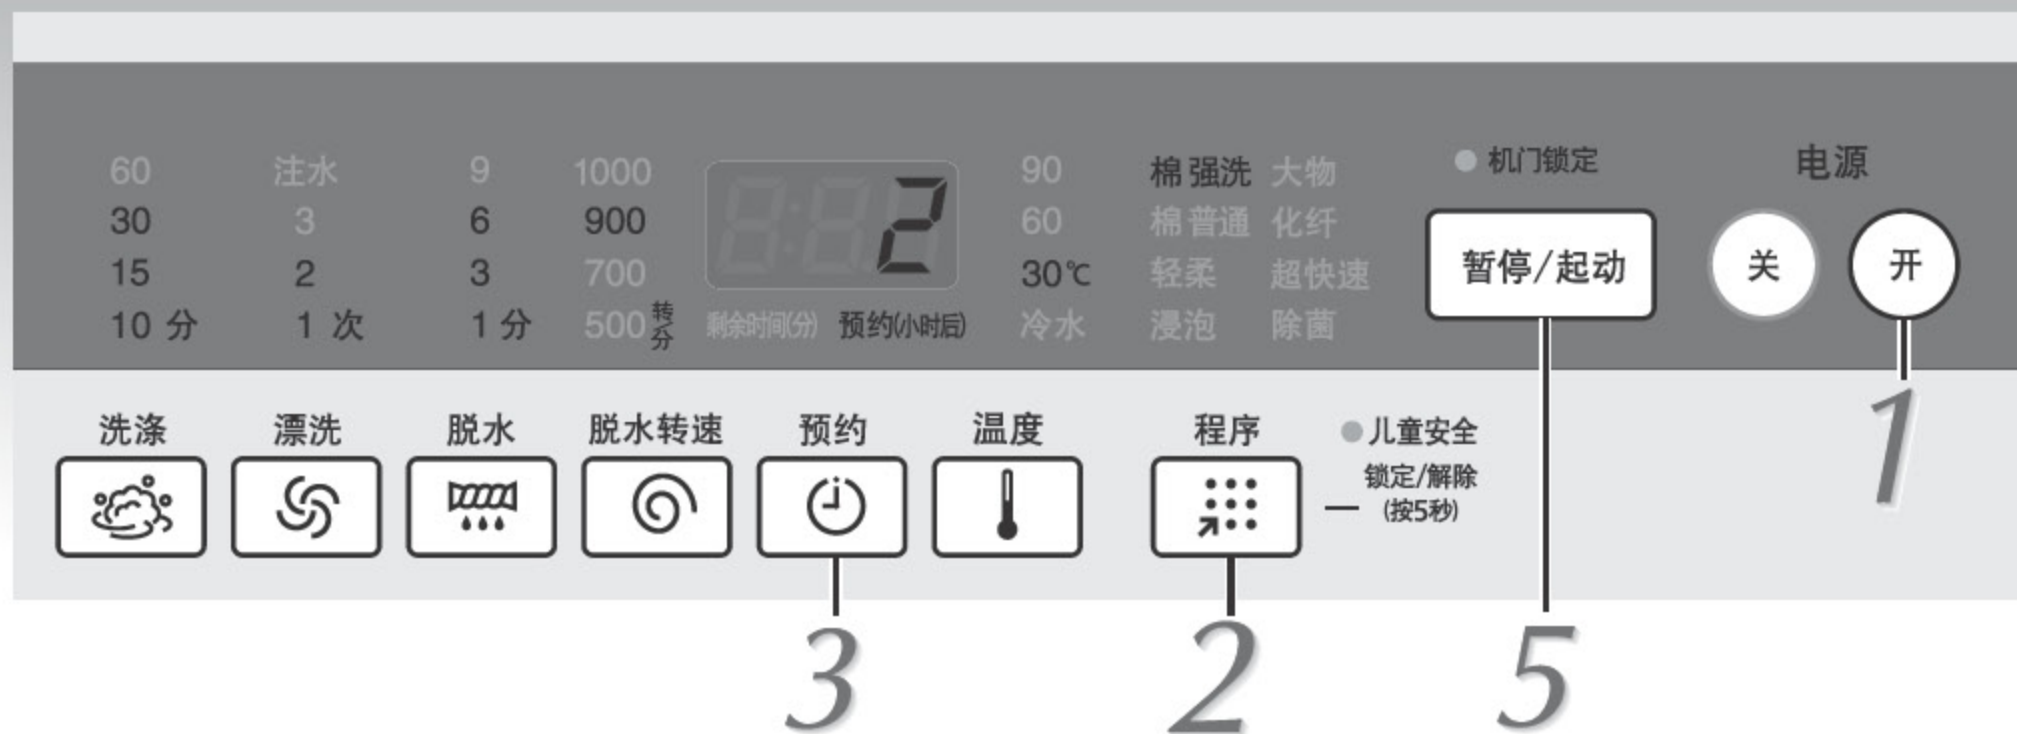 60 注水 9 1000 90 棉强洗 大物 机门锁定 电源
30 3 6 900 2 60 棉普通 化纤 暂停/起动 关 开
15 2 3 700 30℃ 轻柔 超快速
10 分 1 次 1 分 500 转/分 剩余时间(分) 预约(小时后) 冷水 浸泡 除菌
洗涤 漂洗 脱水 脱水转速 预约 温度 程序 儿童安全
锁定/解除
(按5秒)
1
3 2 5